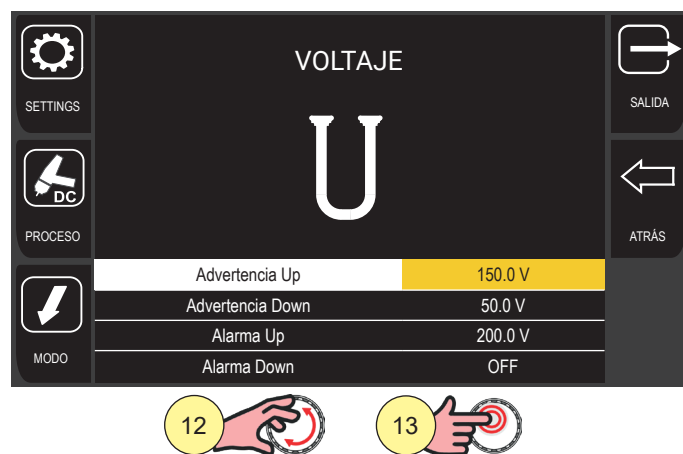 VOLTAJE
SETTINGS
SALIDA
DC
PROCESO
ATRÁS
MODO
Advertencia Up 150.0 V
Advertencia Down 50.0 V
Alarma Up 200.0 V
Alarma Down OFF
12
13